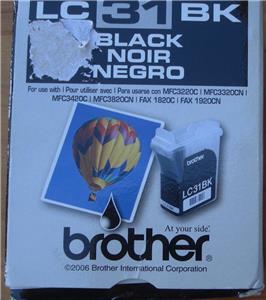 LC 31 BK
BLACK
NOIR
NEGRO
For use with / Pour utiliser avec / Para usarse con MFC3220C | MFC3320CN |
MFC3420C | MFC3820CN | FAX 1820C | FAX 1920CN
brother
LC31BK
At your side.
brother
©2006 Brother International Corporation